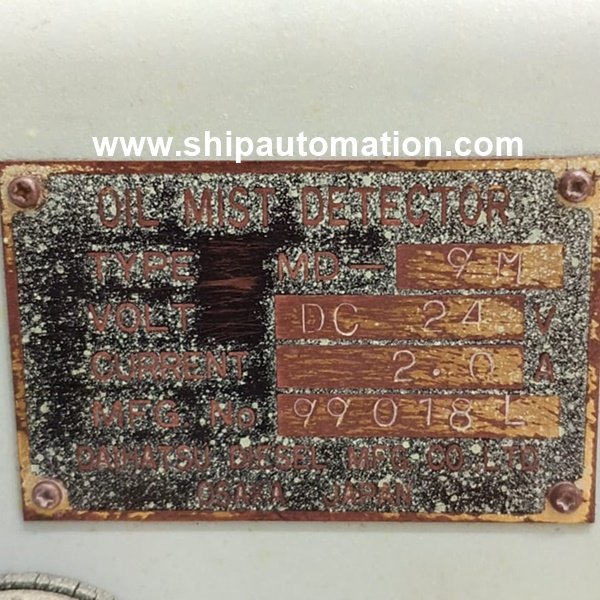 www.shipautomation.com
OIL MIST DETECTOR
TYPE MD- 9M
VOLT DC 24 V
CURRENT 2.0 A
MFG No 99018L
DAIHATSU DIESEL MFG CO LTD
OSAKA JAPAN